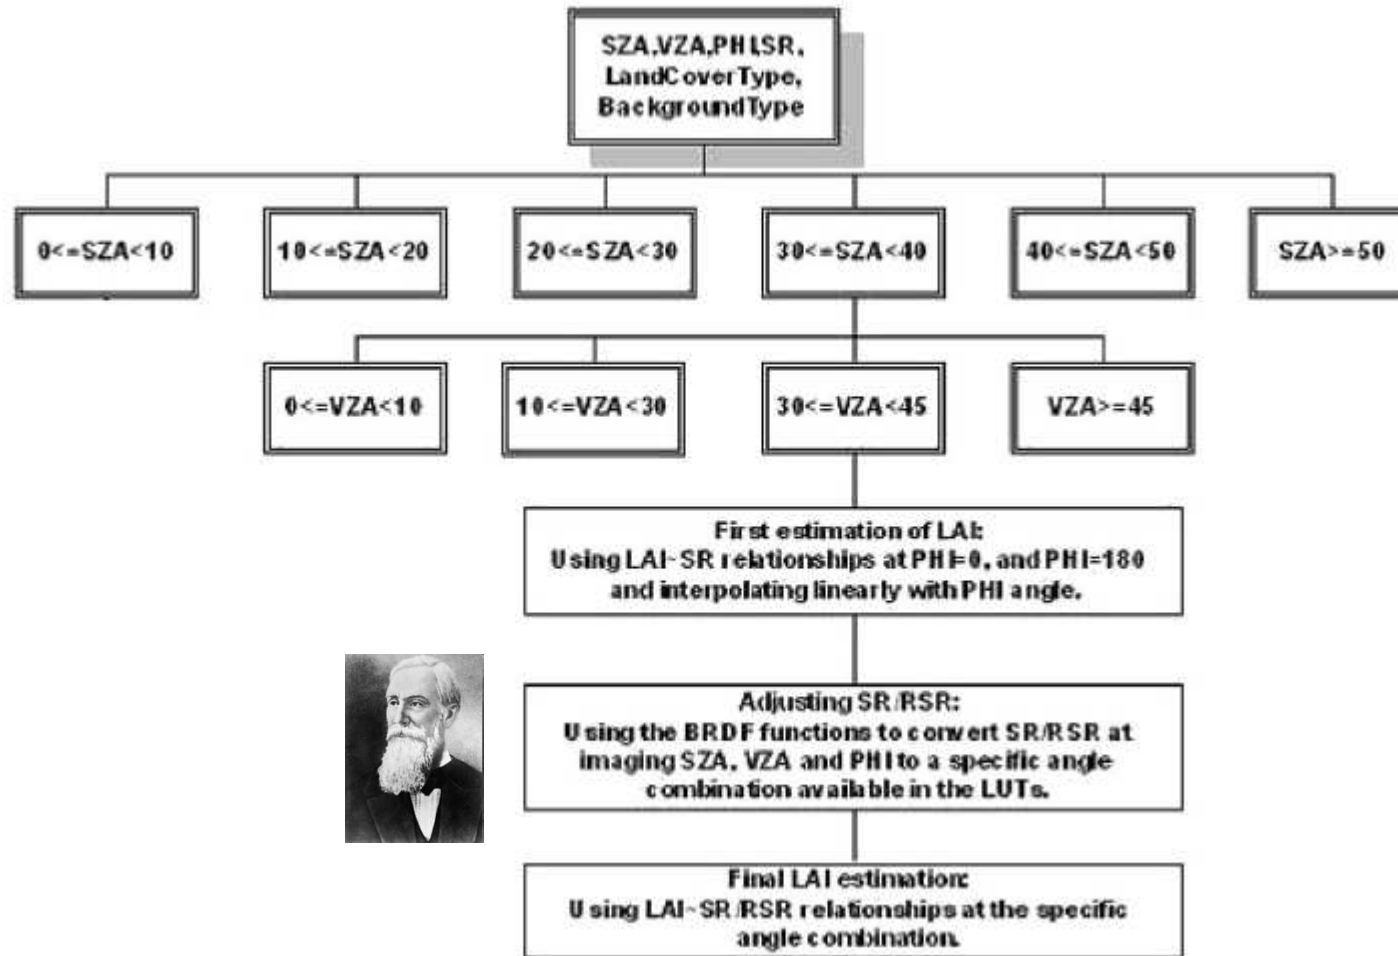 SZA,VZA,PHI,SR,
LandCoverType,
BackgroundType
0<=SZA<10
10<=SZA<20
20<=SZA<30
30<=SZA<40
40<=SZA<50
SZA>=50
0<=VZA<10
10<=VZA<30
30<=VZA<45
VZA>=45
First estimation of LAI:
Using LAI~SR relationships at PHI=0, and PHI=180
and interpolating linearly with PHI angle.
Adjusting SR/RSR:
Using the BRDF functions to convert SR/RSR at
imaging SZA, VZA and PHI to a specific angle
combination available in the LUTs.
Final LAI estimation:
Using LAI~SR/RSR relationships at the specific
angle combination.